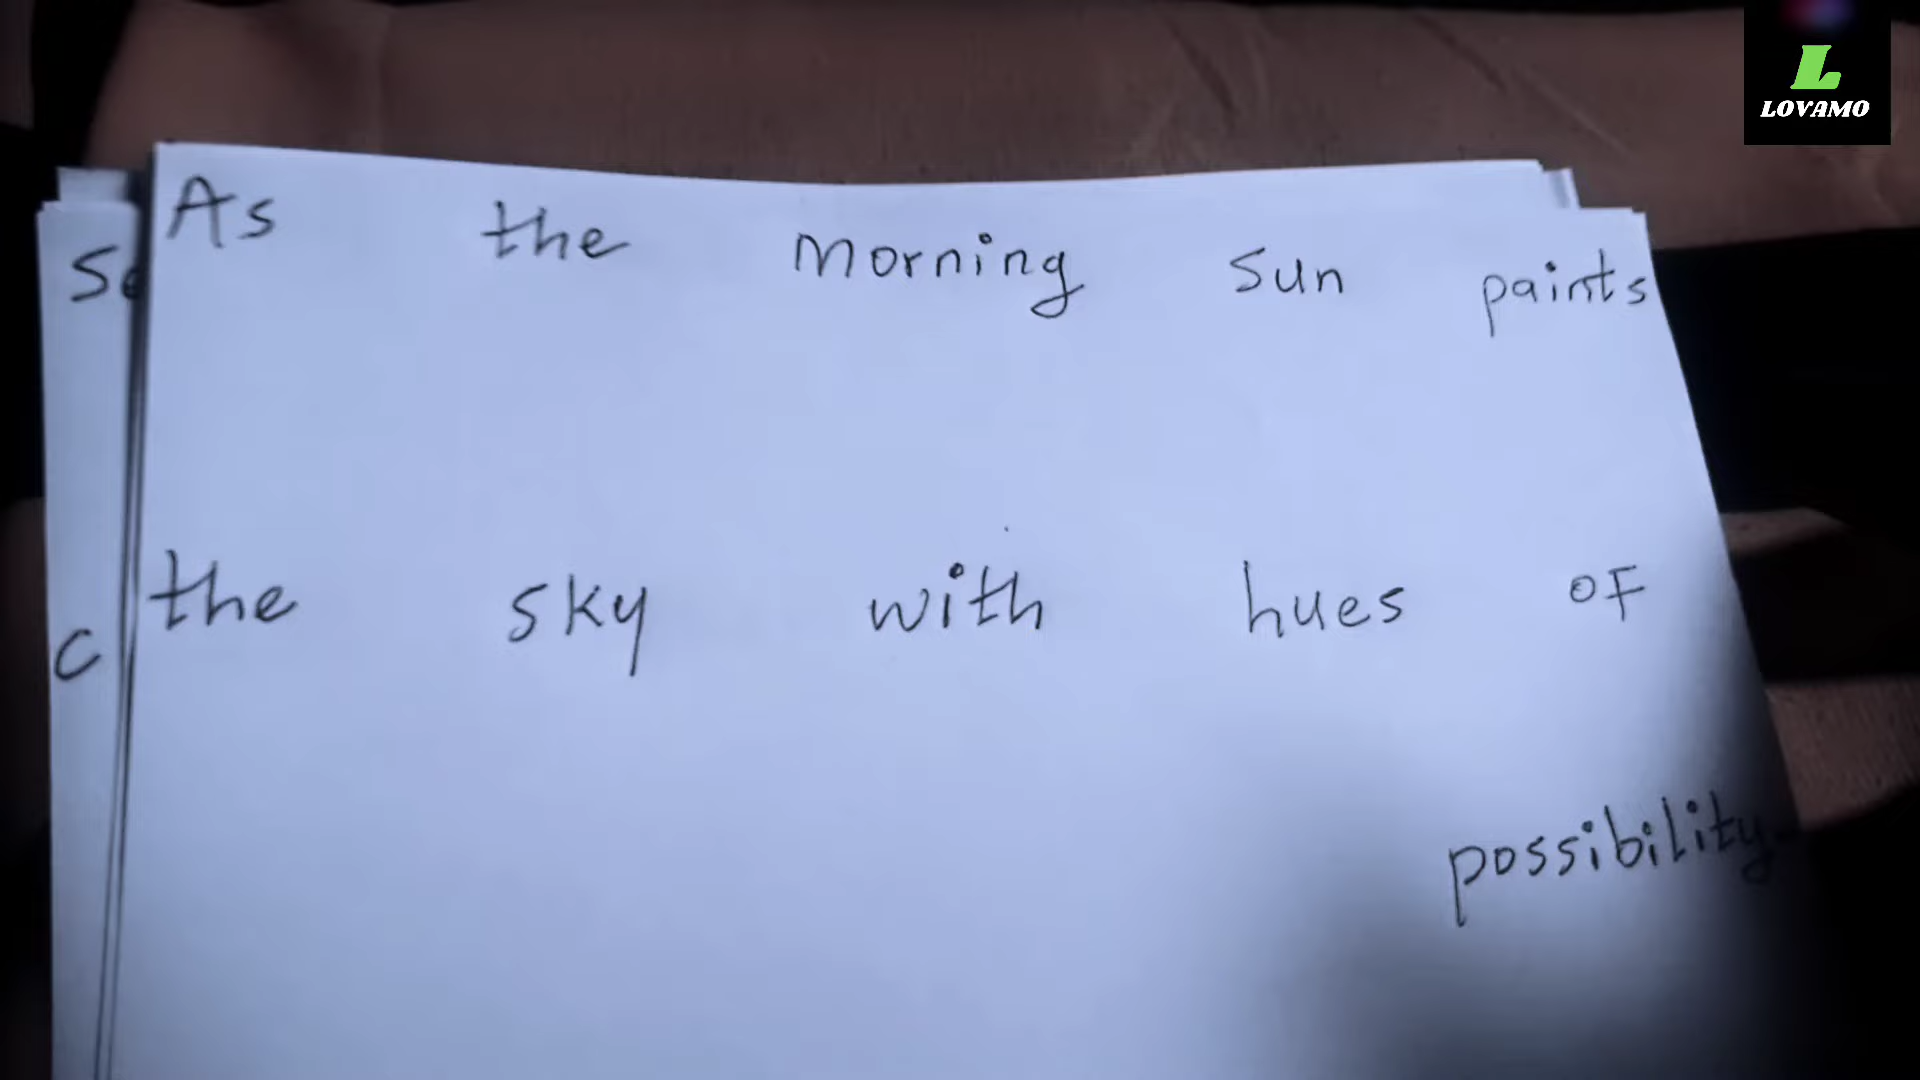 L
LOVAMO
As the morning sun paints
the sky with hues of
possibility